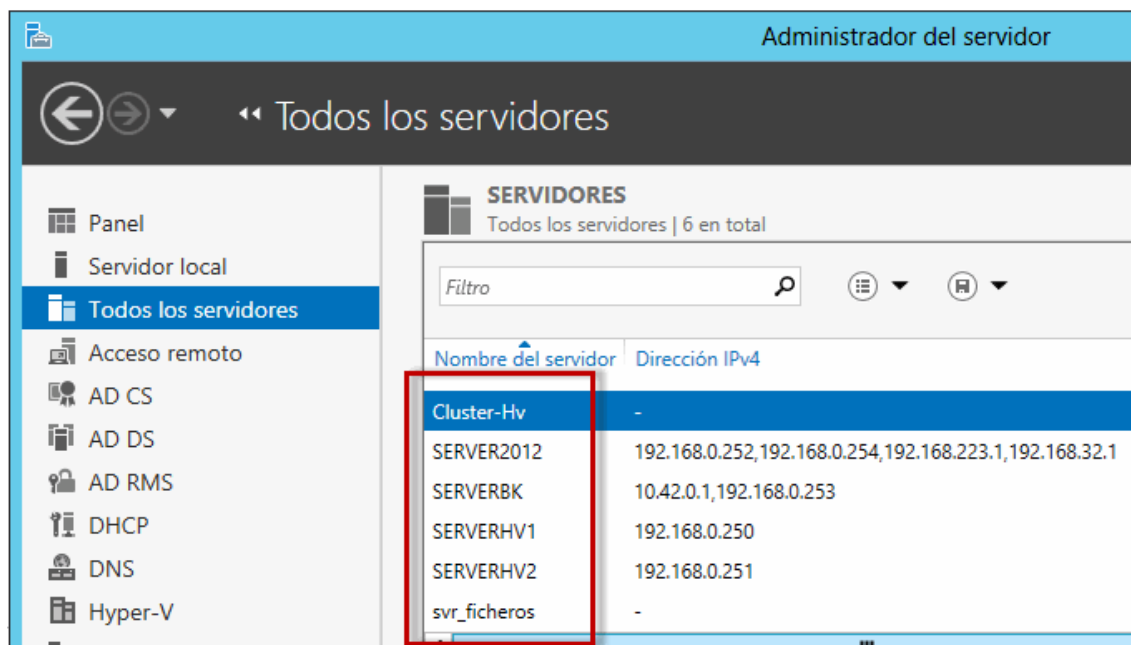 Administrador del servidor
Todos los servidores
Panel
Servidor local
Todos los servidores
Acceso remoto
AD CS
AD DS
AD RMS
DHCP
DNS
Hyper-V
SERVIDORES
Todos los servidores | 6 en total
Filtro
Nombre del servidor Dirección IPv4
Cluster-Hv -
SERVER2012 192.168.0.252,192.168.0.254,192.168.223.1,192.168.32.1
SERVERBK 10.42.0.1,192.168.0.253
SERVERHV1 192.168.0.250
SERVERHV2 192.168.0.251
svr_ficheros -